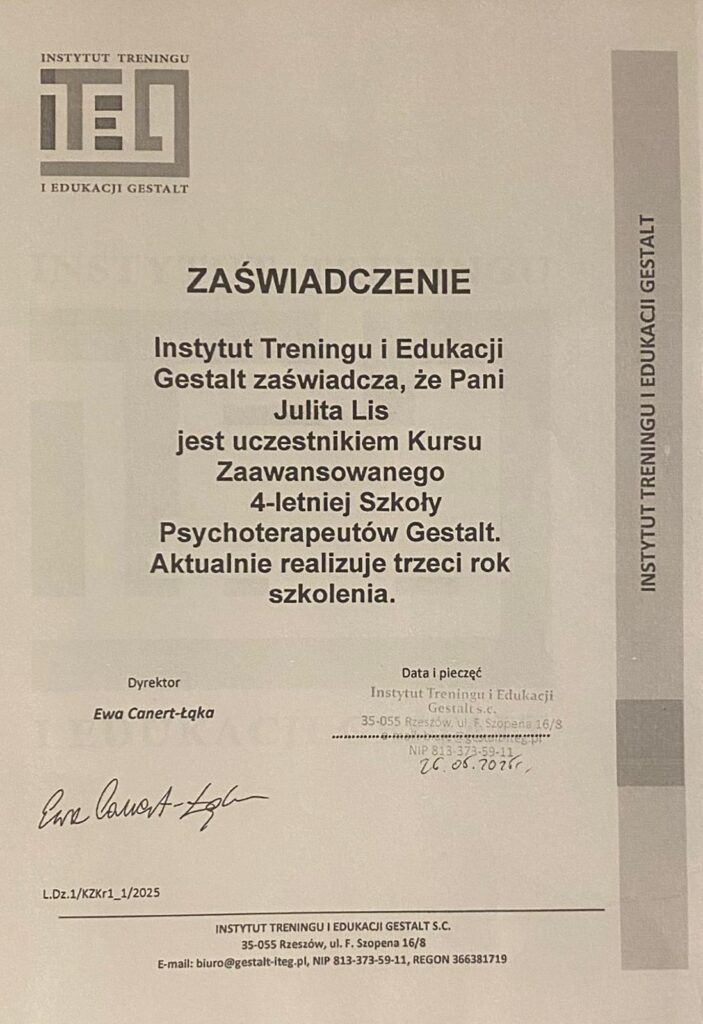 INSTYTUT TRENINGU
ITEG
I EDUKACJI GESTALT
ZAŚWIADCZENIE
Instytut Treningu i Edukacji
Gestalt zaświadcza, że Pani
Julita Lis
jest uczestnikiem Kursu
Zaawansowanego
4-letniej Szkoły
Psychoterapeutów Gestalt.
Aktualnie realizuje trzeci rok
szkolenia.
Dyrektor
Ewa Canert-Łąka
Data i pieczęć
Instytut Treningu i Edukacji
Gestalt s.c.
35-055 Rzeszów, ul. F. Szopena 16/8
NIP 813-373-59-11
Ewa Canert-Łąka
L.Dz.1/KZKr1_1/2025
INSTYTUT TRENINGU I EDUKACJI GESTALT S.C.
35-055 Rzeszów, ul. F. Szopena 16/8
E-mail: biuro@gestalt-iteg.pl, NIP 813-373-59-11, REGON 366381719
INSTYTUT TRENINGU I EDUKACJI GESTALT